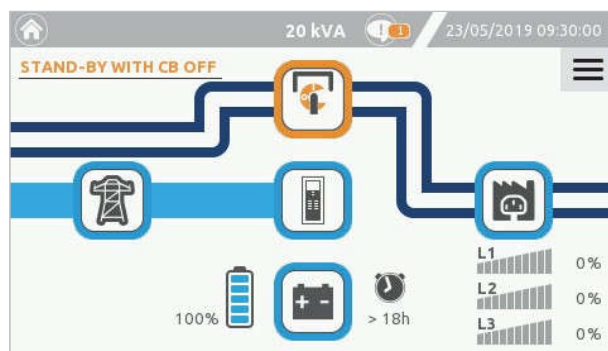 20 kVA
1
23/05/2019 09:30:00
STAND-BY WITH CB OFF
100%
> 18h
L1
0%
L2
0%
L3
0%